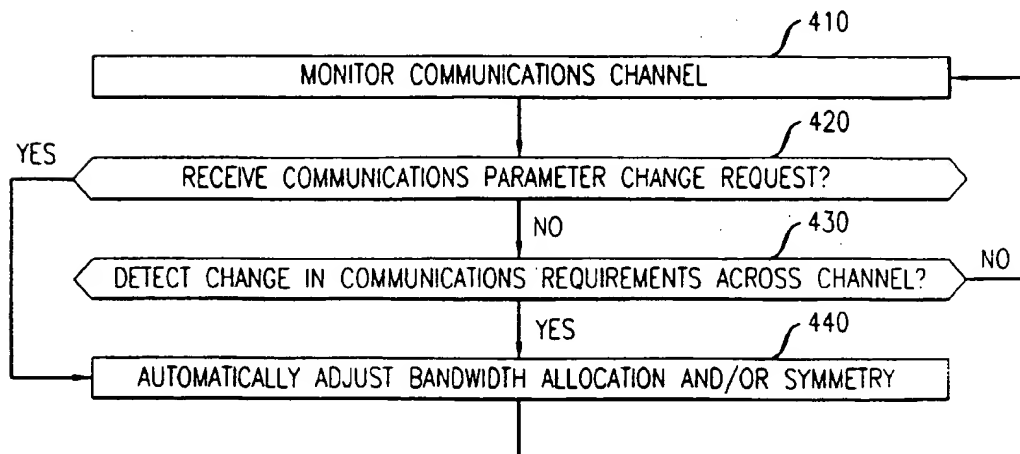 410
MONITOR COMMUNICATIONS CHANNEL
420
YES
RECEIVE COMMUNICATIONS PARAMETER CHANGE REQUEST?
NO
430
DETECT CHANGE IN COMMUNICATIONS REQUIREMENTS ACROSS CHANNEL?
NO
YES
440
AUTOMATICALLY ADJUST BANDWIDTH ALLOCATION AND/OR SYMMETRY